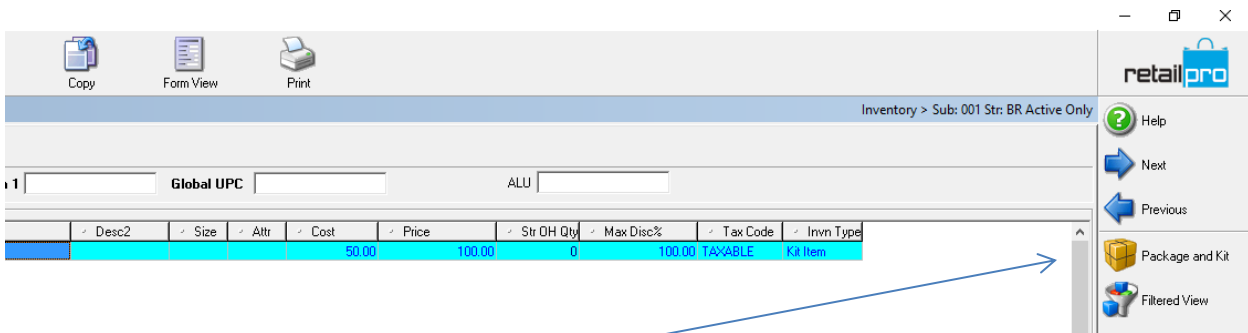 Copy
Form View
Print
retailpro
Inventory > Sub: 001 Str: BR Active Only
Help
Next
Previous
Package and Kit
Filtered View
1
Global UPC
ALU
Desc2 Size Attr Cost Price Str OH Qty Max Disc% Tax Code Invn Type
50.00 100.00 0 100.00 TAXABLE Kit Item